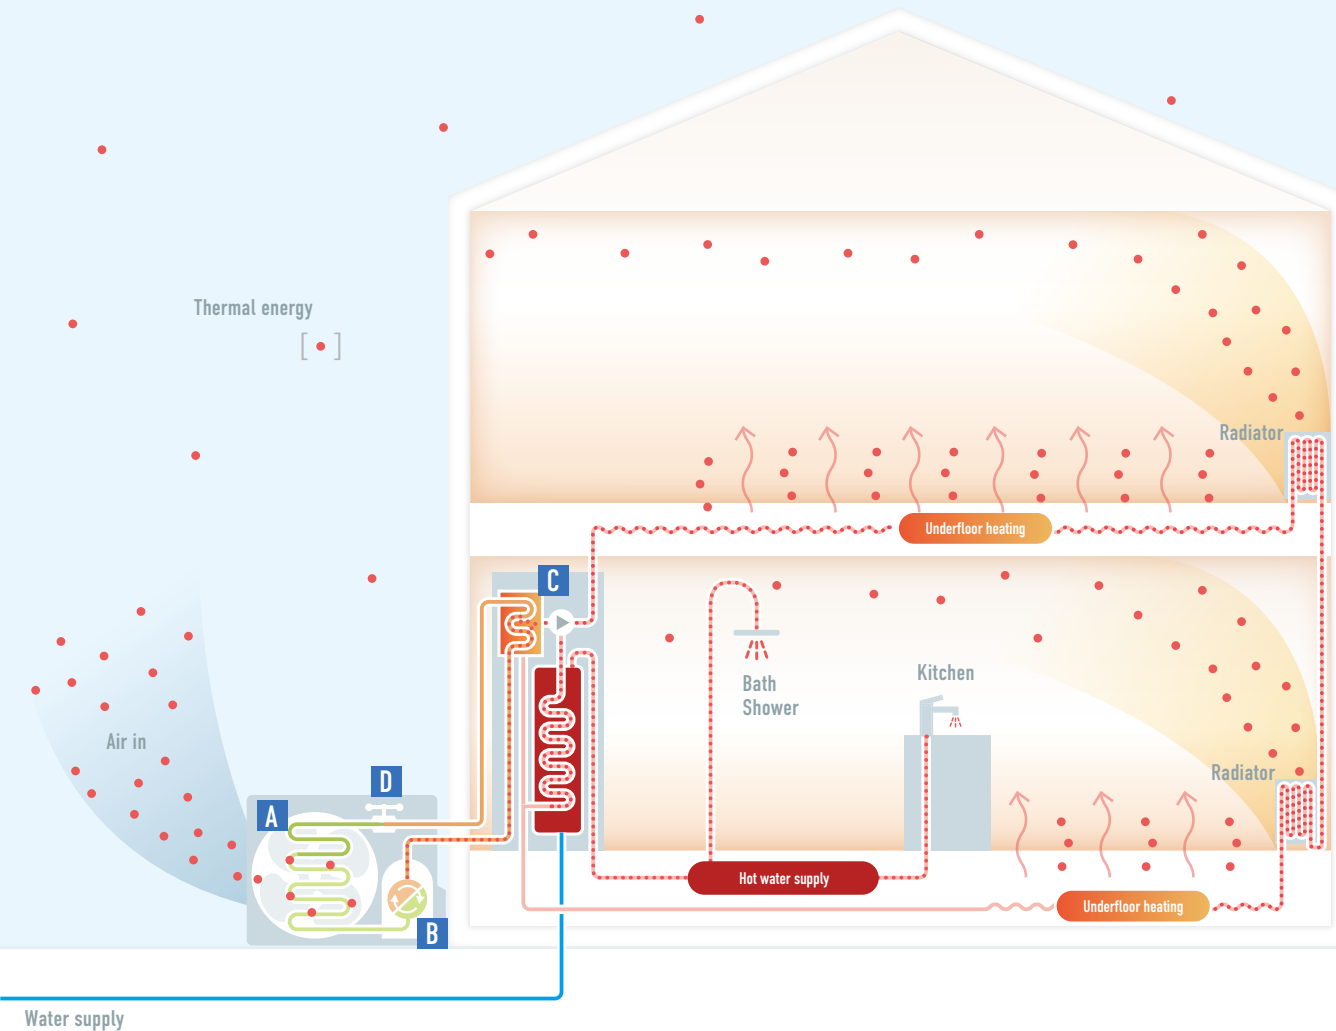 Thermal energy
[ ]
Radiator
Underfloor heating
C
Bath
Shower
Kitchen
Air in
D
A
Radiator
Hot water supply
Underfloor heating
B
Water supply